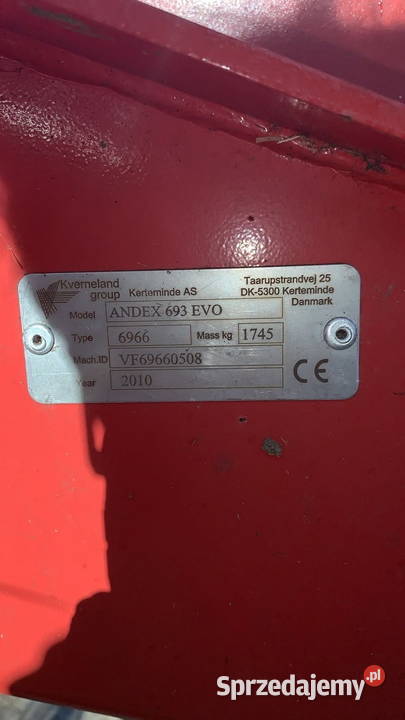 Kverneland
group Kerteminde AS
Taarupstrandvej 25
DK-5300 Kerteminde
Danmark
Model ANDEX 693 EVO
Type 6966 Mass kg 1745
Mach.ID VF69660508
Year 2010
CE
Sprzedajemy.pl